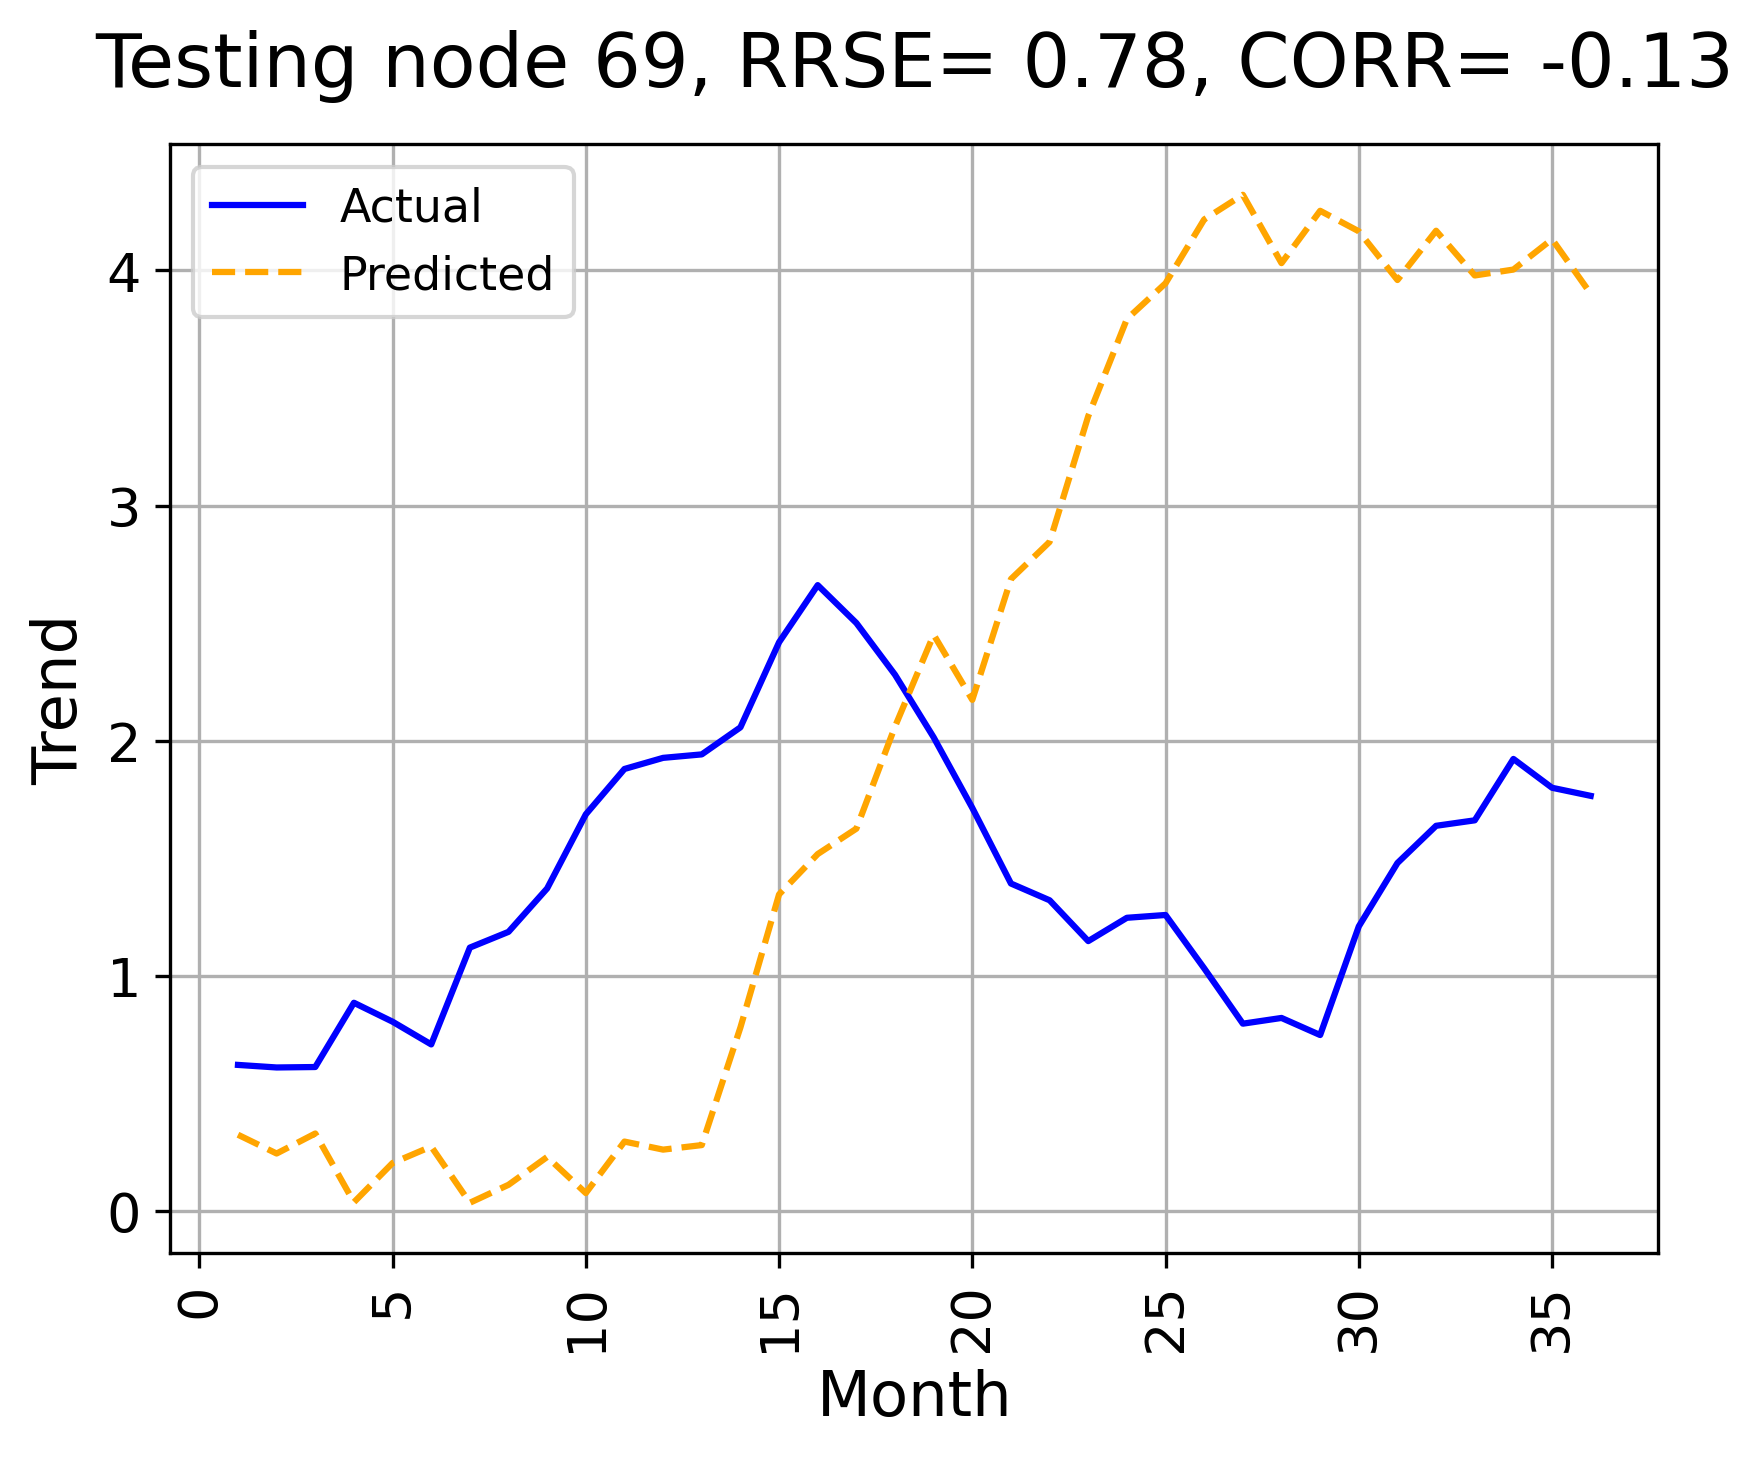 Testing node 69, RRSE= 0.78, CORR= -0.13
Actual
Predicted
4
3
2
1
0
Trend
0 5 10 15 20 25 30 35
Month